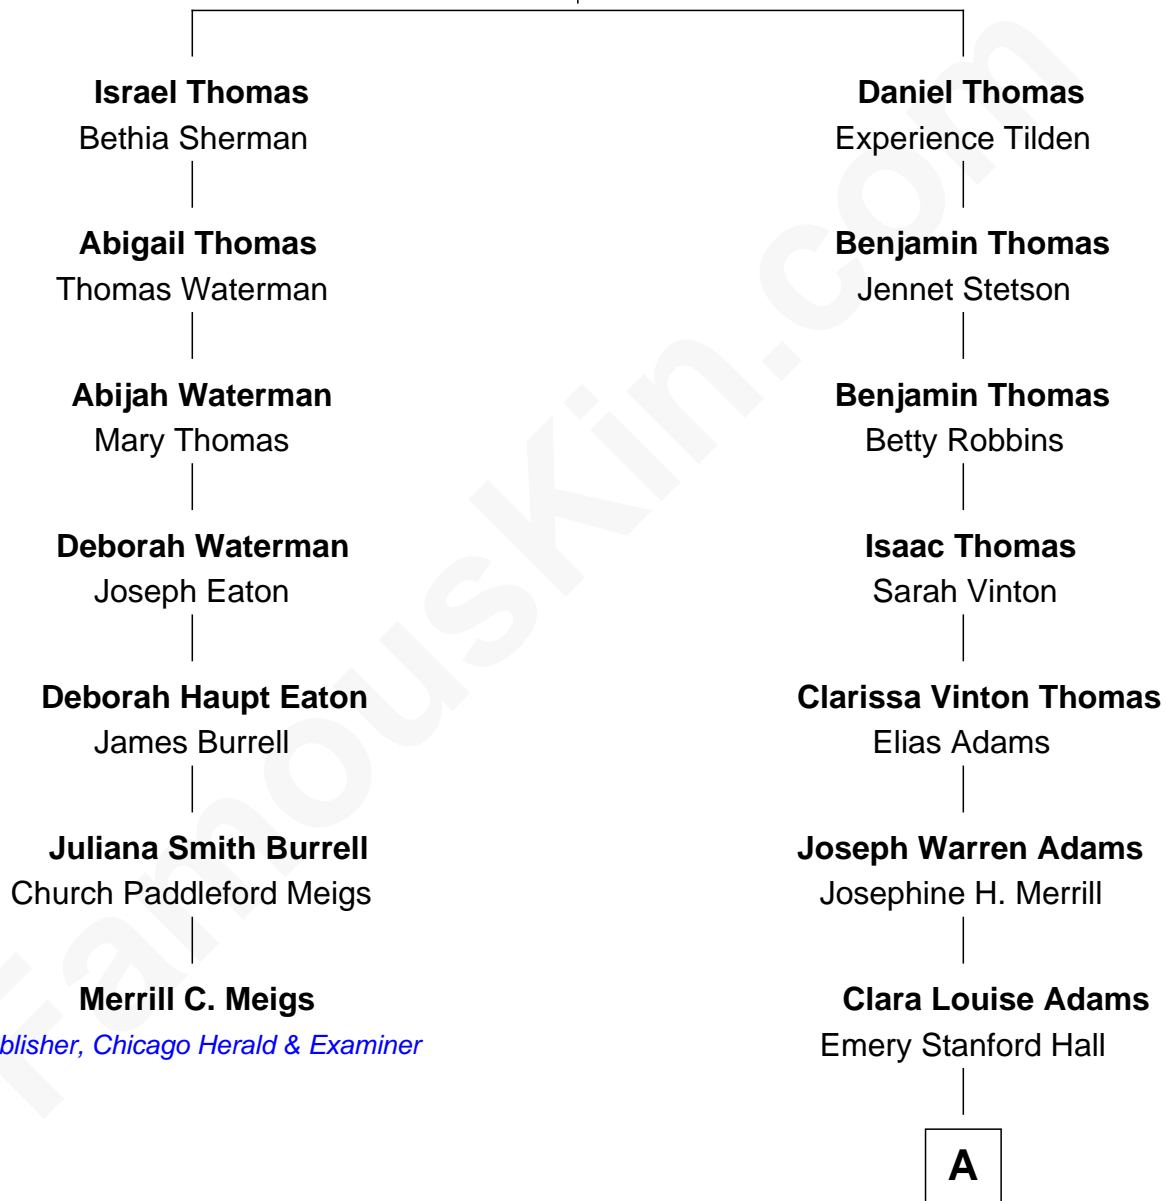 Israel Thomas
Bethia Sherman
Abigail Thomas
Thomas Waterman
Abijah Waterman
Mary Thomas
Deborah Waterman
Joseph Eaton
Deborah Haupt Eaton
James Burrell
Juliana Smith Burrell
Church Paddleford Meigs
Merrill C. Meigs
blisher, Chicago Herald & Examiner
Daniel Thomas
Experience Tilden
Benjamin Thomas
Jennet Stetson
Benjamin Thomas
Betty Robbins
Isaac Thomas
Sarah Vinton
Clarissa Vinton Thomas
Elias Adams
Joseph Warren Adams
Josephine H. Merrill
Clara Louise Adams
Emery Stanford Hall
A
FamousKin.com